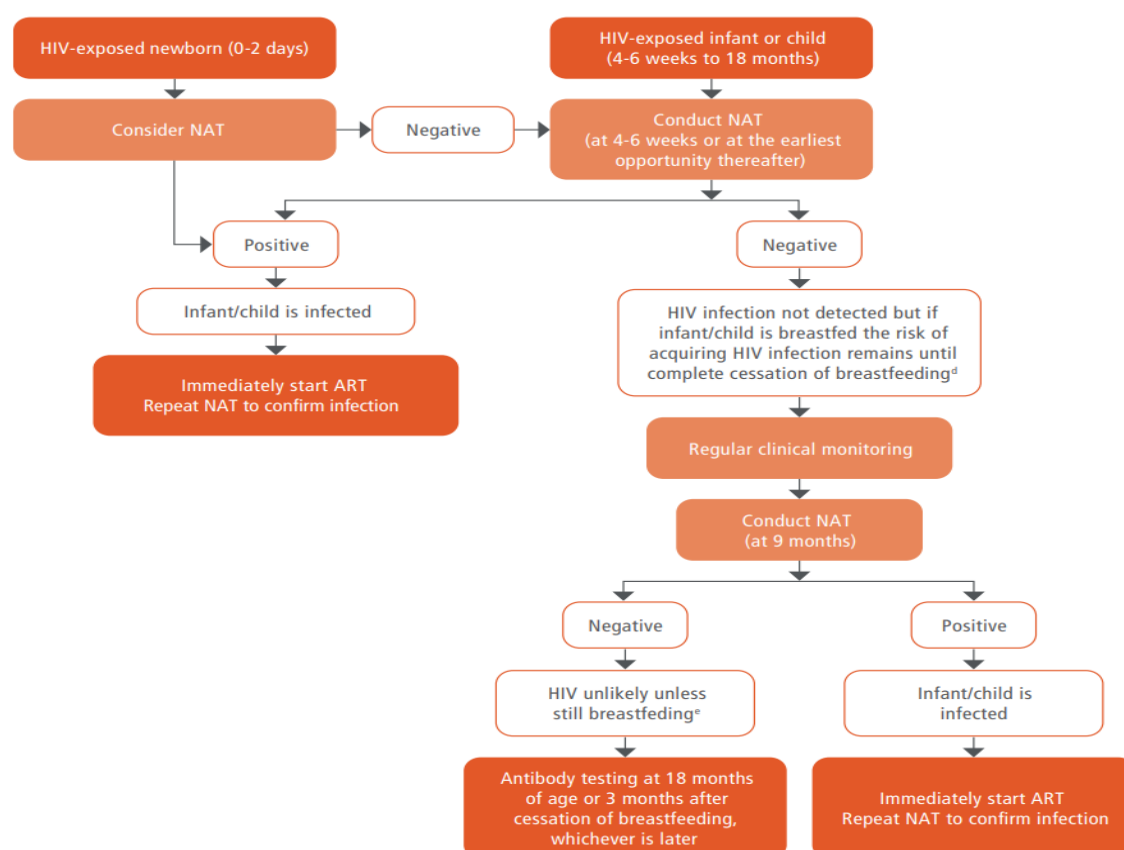 HIV-exposed newborn (0-2 days)
HIV-exposed infant or child
(4-6 weeks to 18 months)
Consider NAT
Negative
Conduct NAT
(at 4-6 weeks or at the earliest
opportunity thereafter)
Positive
Negative
Infant/child is infected
HIV infection not detected but if
infant/child is breastfed the risk of
acquiring HIV infection remains until
complete cessation of breastfeedingᵈ
Immediately start ART
Repeat NAT to confirm infection
Regular clinical monitoring
Conduct NAT
(at 9 months)
Negative
Positive
HIV unlikely unless
still breastfedingᵉ
Infant/child is
infected
Antibody testing at 18 months
of age or 3 months after
cessation of breastfeeding,
whichever is later
Immediately start ART
Repeat NAT to confirm infection